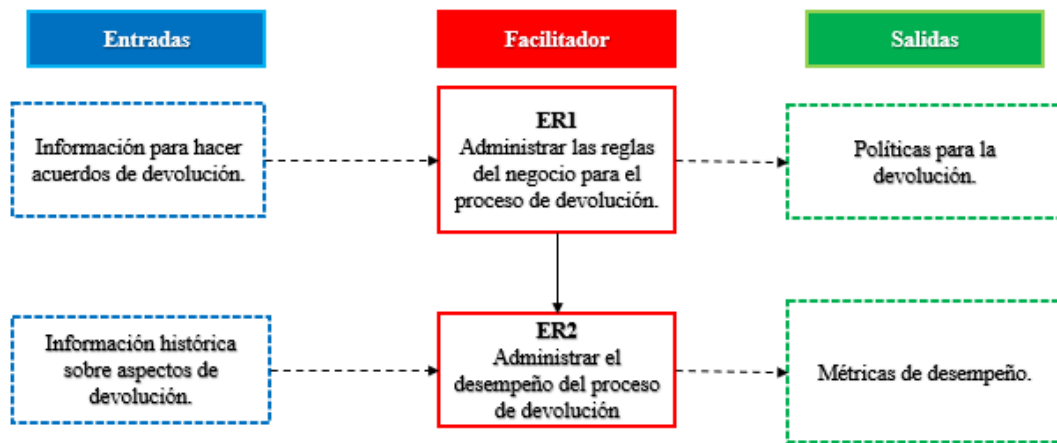 Entradas
Facilitador
Salidas
Información para hacer
acuerdos de devolución.
ER1
Administrar las reglas
del negocio para el
proceso de devolución.
Políticas para la
devolución.
Información histórica
sobre aspectos de
devolución.
ER2
Administrar el
desempeño del proceso
de devolución
Métricas de desempeño.